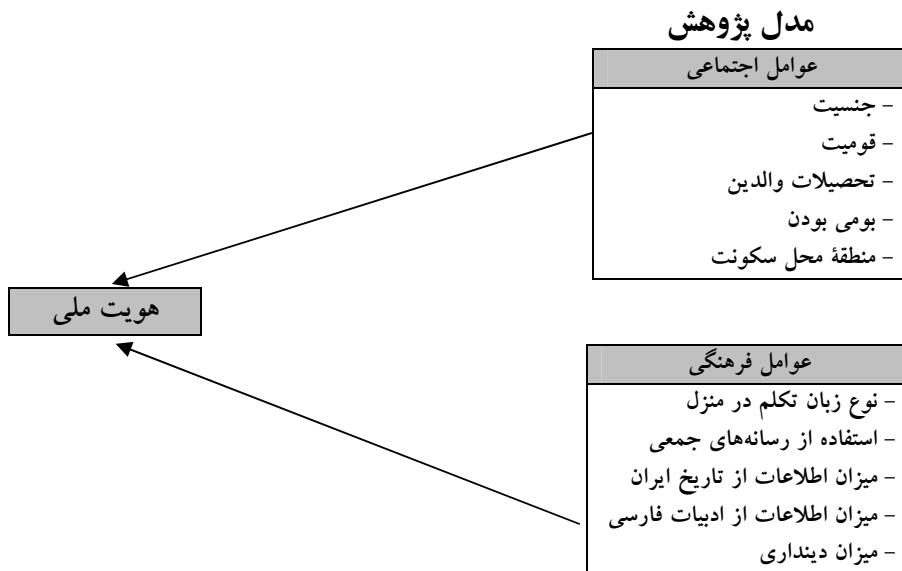 مدل پژوهش
عوامل اجتماعی
- جنسیت
- قومیت
- تحصیلات والدین
- بومی بودن
- منطقهٔ محل سکونت
هویت ملی
عوامل فرهنگی
- نوع زبان تکلم در منزل
- استفاده از رسانه‌های جمعی
- میزان اطلاعات از تاریخ ایران
- میزان اطلاعات از ادبیات فارسی
- میزان دینداری